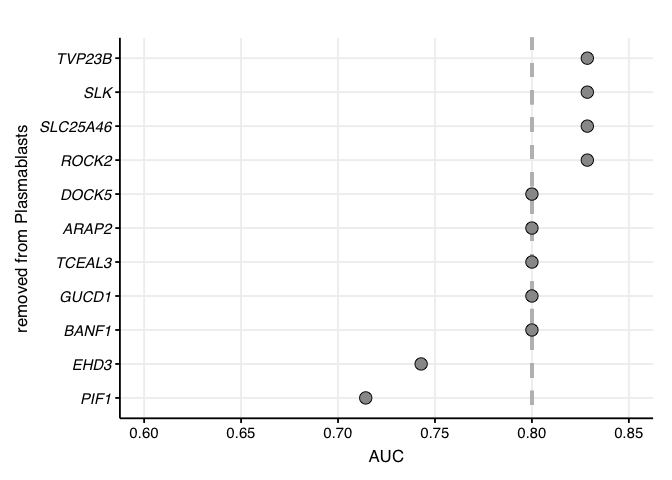 TVP23B
SLK
SLC25A46
ROCK2
DOCK5
ARAP2
TCEAL3
GUCD1
BANF1
EHD3
PIF1
removed from Plasmablasts
0.60 0.65 0.70 0.75 0.80 0.85
AUC